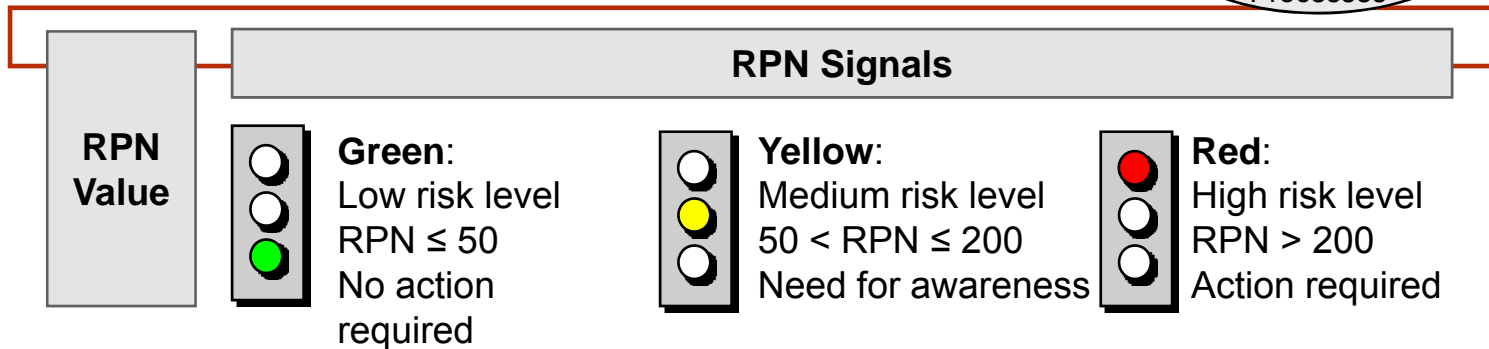 RPN Signals
RPN
Value
Green:
Low risk level
RPN ≤ 50
No action
required
Yellow:
Medium risk level
50 < RPN ≤ 200
Need for awareness
Red:
High risk level
RPN > 200
Action required